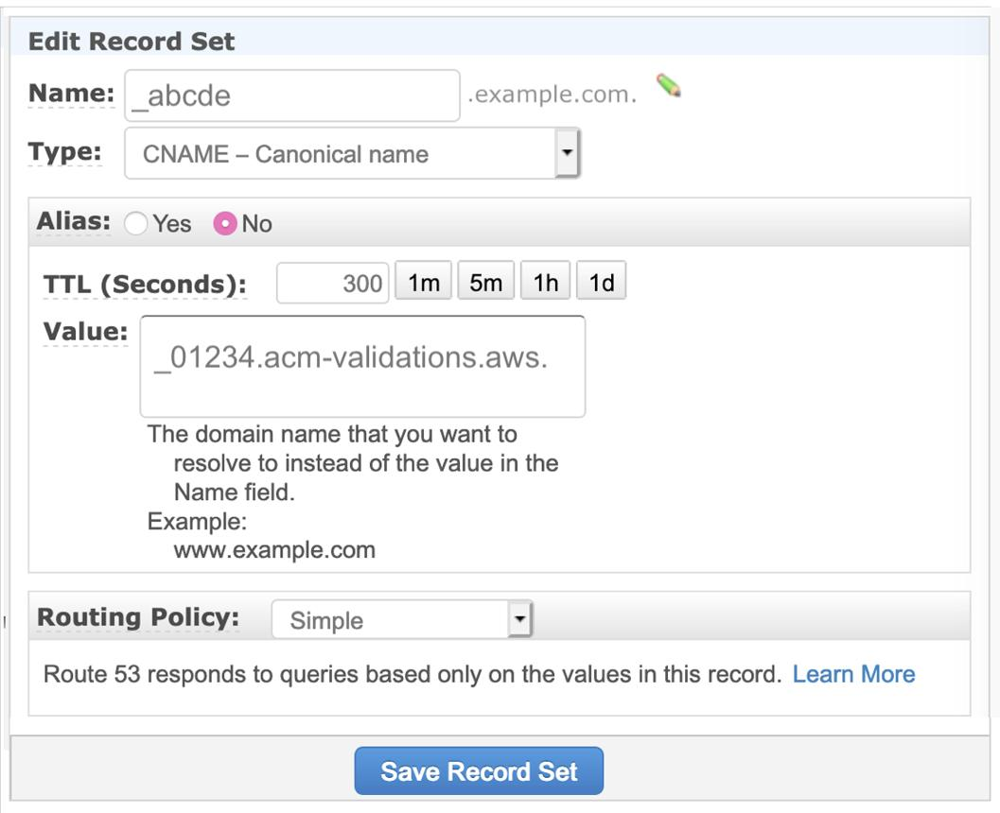 Edit Record Set
Name: _abcde .example.com.
Type: CNAME – Canonical name
Alias: Yes No
TTL (Seconds): 300 1m 5m 1h 1d
Value: _01234.acm-validations.aws.
The domain name that you want to
resolve to instead of the value in the
Name field.
Example:
www.example.com
Routing Policy: Simple
Route 53 responds to queries based only on the values in this record. Learn More
Save Record Set